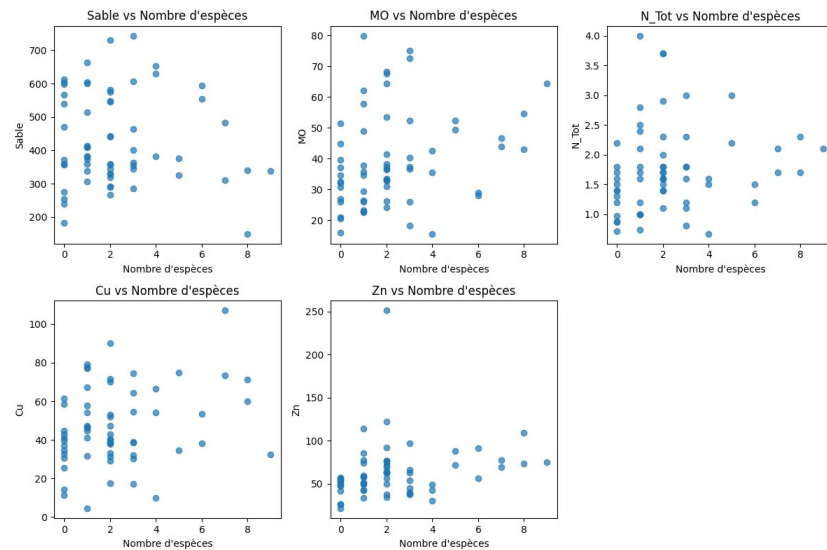 Sable vs Nombre d'espèces
700
600
500
400
300
200
Sable
0 2 4 6 8
Nombre d'espèces
MO vs Nombre d'espèces
80
70
60
50
40
30
20
MO
0 2 4 6 8
Nombre d'espèces
N_Tot vs Nombre d'espèces
4.0
3.5
3.0
2.5
2.0
1.5
1.0
N_Tot
0 2 4 6 8
Nombre d'espèces
Cu vs Nombre d'espèces
100
80
60
40
20
0
Cu
0 2 4 6 8
Nombre d'espèces
Zn vs Nombre d'espèces
250
200
150
100
50
Zn
0 2 4 6 8
Nombre d'espèces